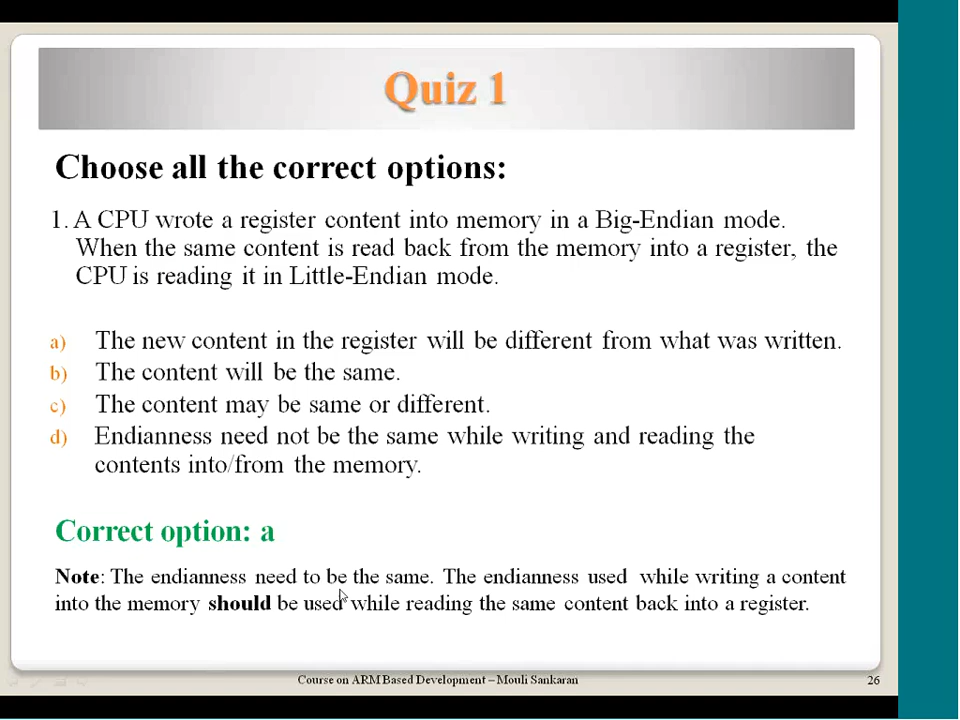 Quiz 1
Choose all the correct options:
1. A CPU wrote a register content into memory in a Big-Endian mode.
When the same content is read back from the memory into a register, the
CPU is reading it in Little-Endian mode.
a) The new content in the register will be different from what was written.
b) The content will be the same.
c) The content may be same or different.
d) Endianness need not be the same while writing and reading the
contents into/from the memory.
Correct option: a
Note: The endianness need to be the same. The endianness used while writing a content
into the memory should be used while reading the same content back into a register.
Course on ARM Based Development – Mouli Sankaran
26